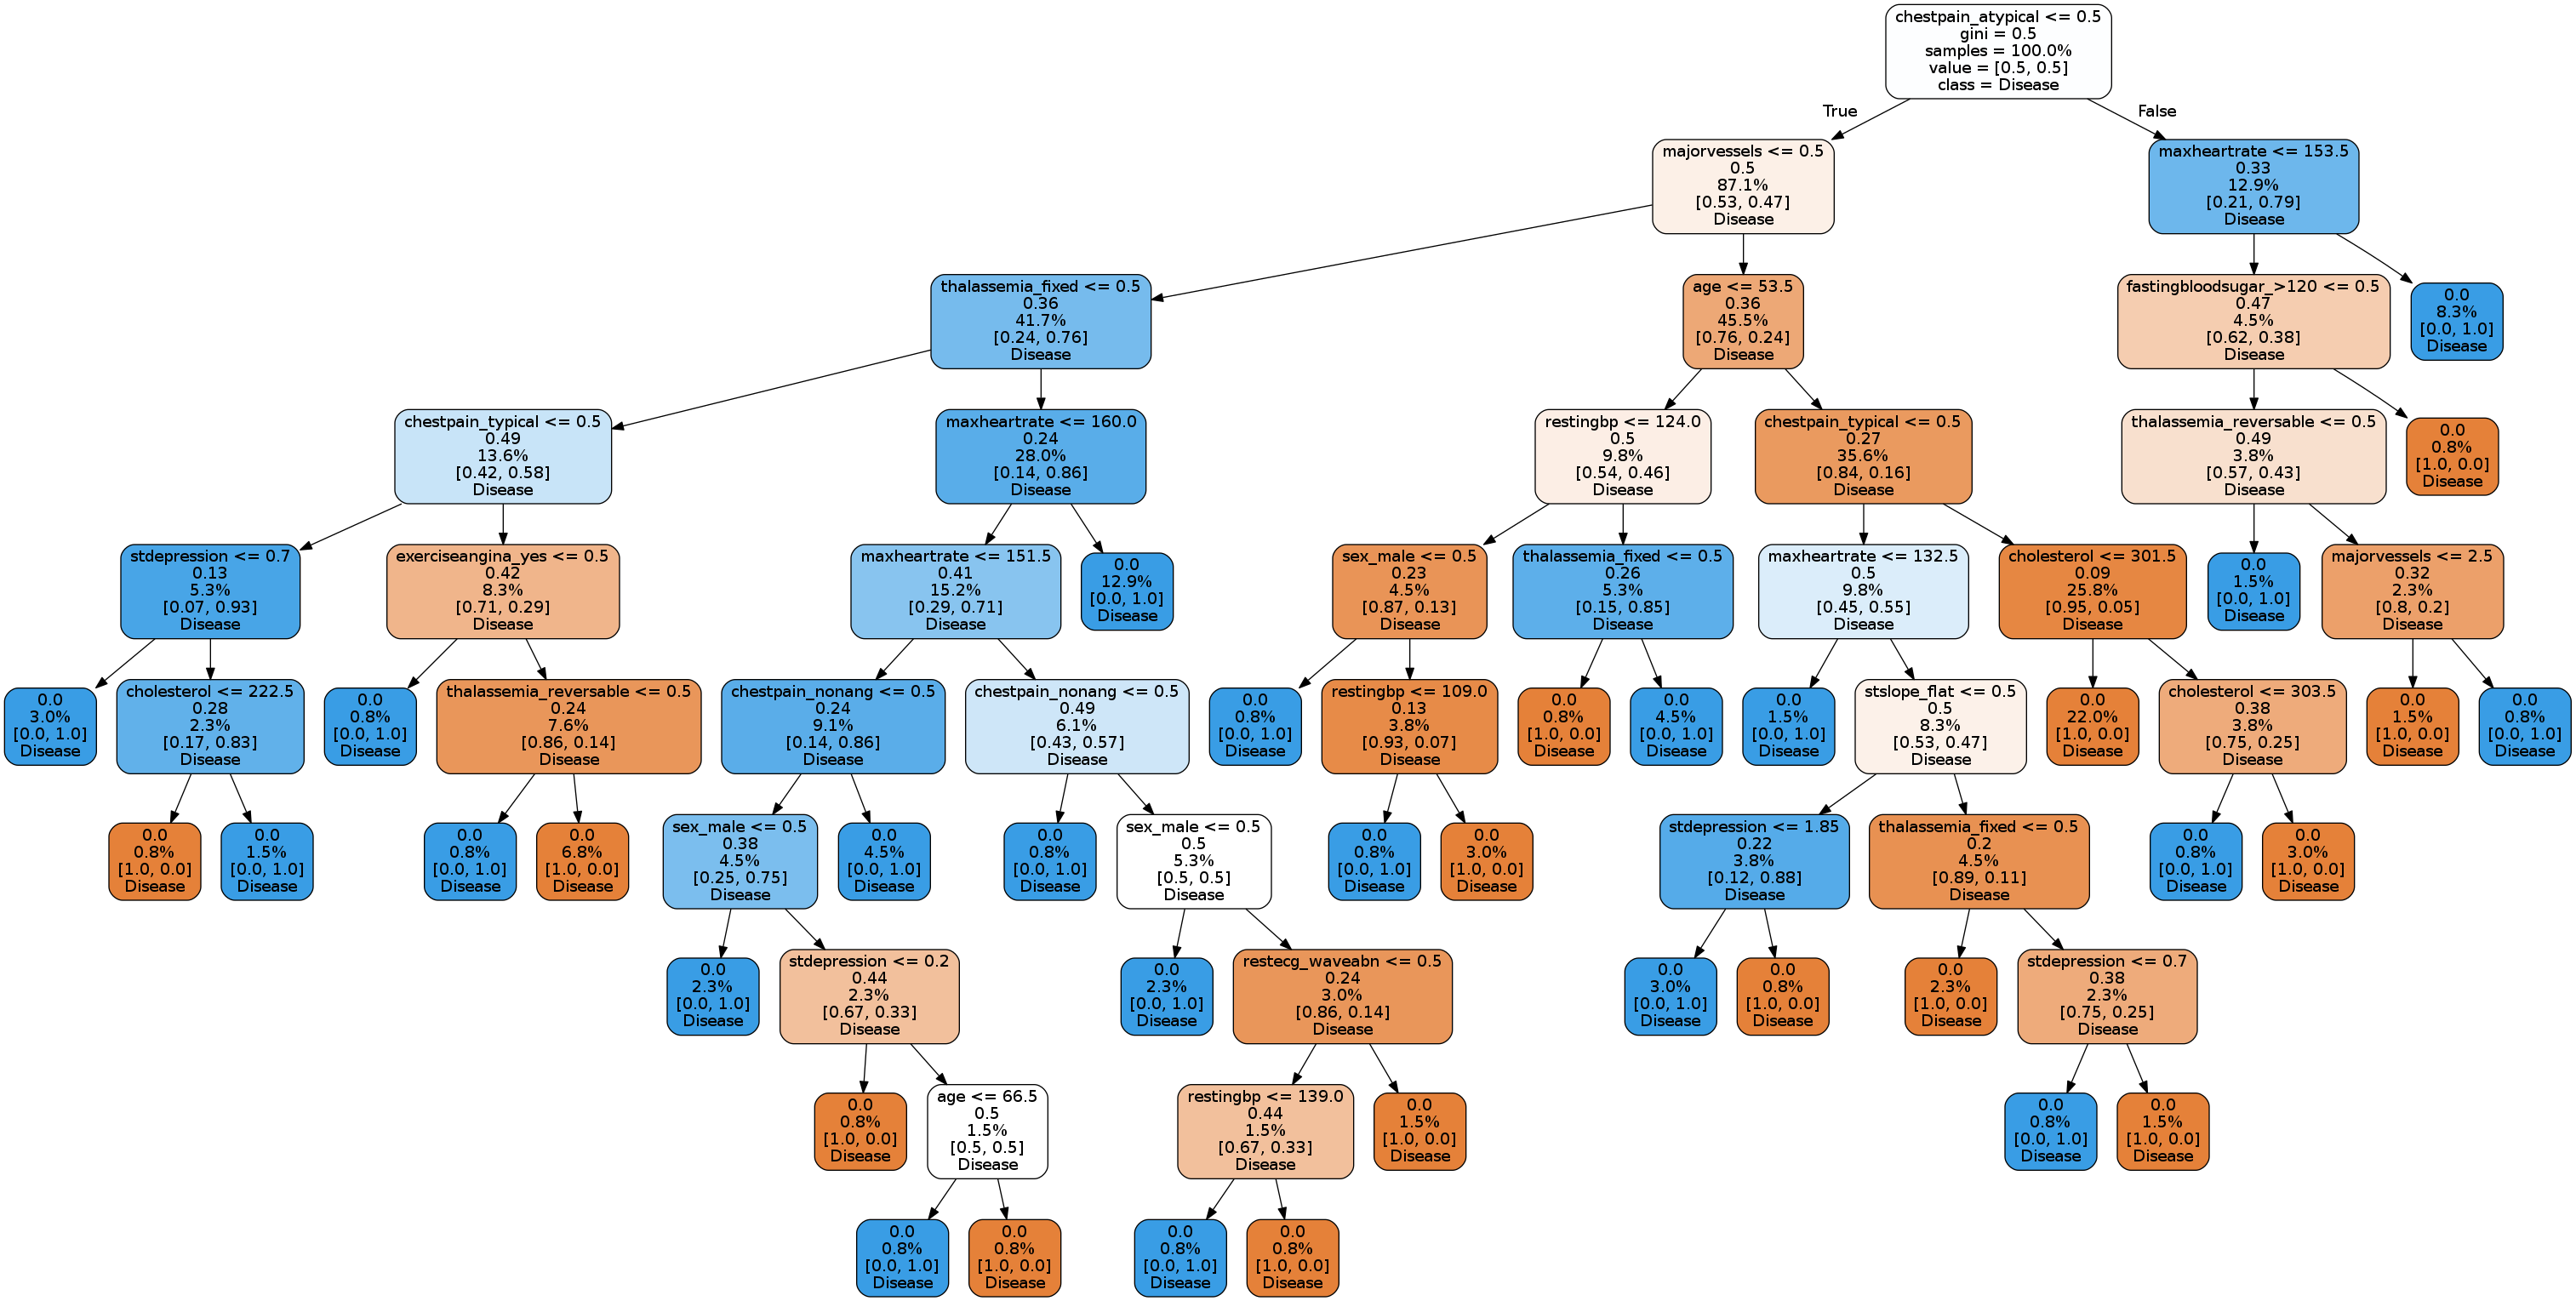 chestpain_atypical <= 0.5
gini = 0.5
samples = 100.0%
value = [0.5, 0.5]
class = Disease
True
False
majorvessels <= 0.5
0.5
87.1%
[0.53, 0.47]
Disease
maxheartrate <= 153.5
0.33
12.9%
[0.21, 0.79]
Disease
thalassemia_fixed <= 0.5
0.36
41.7%
[0.24, 0.76]
Disease
age <= 53.5
0.36
45.5%
[0.76, 0.24]
Disease
fastingbloodsugar_>120 <= 0.5
0.47
4.5%
[0.62, 0.38]
Disease
0.0
8.3%
[0.0, 1.0]
Disease
chestpain_typical <= 0.5
0.49
13.6%
[0.42, 0.58]
Disease
maxheartrate <= 160.0
0.24
28.0%
[0.14, 0.86]
Disease
restingbp <= 124.0
0.5
9.8%
[0.54, 0.46]
Disease
chestpain_typical <= 0.5
0.27
35.6%
[0.84, 0.16]
Disease
thalassemia_reversable <= 0.5
0.49
3.8%
[0.57, 0.43]
Disease
0.0
0.8%
[1.0, 0.0]
Disease
stdepression <= 0.7
0.13
5.3%
[0.07, 0.93]
Disease
exerciseangina_yes <= 0.5
0.42
8.3%
[0.71, 0.29]
Disease
maxheartrate <= 151.5
0.41
15.2%
[0.29, 0.71]
Disease
0.0
12.9%
[0.0, 1.0]
Disease
sex_male <= 0.5
0.23
4.5%
[0.87, 0.13]
Disease
thalassemia_fixed <= 0.5
0.26
5.3%
[0.15, 0.85]
Disease
maxheartrate <= 132.5
0.5
9.8%
[0.45, 0.55]
Disease
cholesterol <= 301.5
0.09
25.8%
[0.95, 0.05]
Disease
0.0
1.5%
[0.0, 1.0]
Disease
majorvessels <= 2.5
0.32
2.3%
[0.8, 0.2]
Disease
0.0
3.0%
[0.0, 1.0]
Disease
cholesterol <= 222.5
0.28
2.3%
[0.17, 0.83]
Disease
0.0
0.8%
[0.0, 1.0]
Disease
thalassemia_reversable <= 0.5
0.24
7.6%
[0.86, 0.14]
Disease
chestpain_nonang <= 0.5
0.24
9.1%
[0.14, 0.86]
Disease
chestpain_nonang <= 0.5
0.49
6.1%
[0.43, 0.57]
Disease
0.0
0.8%
[0.0, 1.0]
Disease
restingbp <= 109.0
0.13
3.8%
[0.93, 0.07]
Disease
0.0
0.8%
[1.0, 0.0]
Disease
0.0
4.5%
[0.0, 1.0]
Disease
0.0
1.5%
[0.0, 1.0]
Disease
stslope_flat <= 0.5
0.5
8.3%
[0.53, 0.47]
Disease
0.0
22.0%
[1.0, 0.0]
Disease
cholesterol <= 303.5
0.38
3.8%
[0.75, 0.25]
Disease
0.0
1.5%
[1.0, 0.0]
Disease
0.0
0.8%
[0.0, 1.0]
Disease
0.0
0.8%
[1.0, 0.0]
Disease
0.0
1.5%
[0.0, 1.0]
Disease
0.0
0.8%
[0.0, 1.0]
Disease
0.0
6.8%
[1.0, 0.0]
Disease
sex_male <= 0.5
0.38
4.5%
[0.25, 0.75]
Disease
0.0
4.5%
[0.0, 1.0]
Disease
0.0
0.8%
[0.0, 1.0]
Disease
sex_male <= 0.5
0.5
5.3%
[0.5, 0.5]
Disease
0.0
0.8%
[0.0, 1.0]
Disease
0.0
3.0%
[1.0, 0.0]
Disease
stdepression <= 1.85
0.22
3.8%
[0.12, 0.88]
Disease
thalassemia_fixed <= 0.5
0.2
4.5%
[0.89, 0.11]
Disease
0.0
0.8%
[0.0, 1.0]
Disease
0.0
3.0%
[1.0, 0.0]
Disease
0.0
2.3%
[0.0, 1.0]
Disease
stdepression <= 0.2
0.44
2.3%
[0.67, 0.33]
Disease
0.0
2.3%
[0.0, 1.0]
Disease
restecg_waveabn <= 0.5
0.24
3.0%
[0.86, 0.14]
Disease
0.0
3.0%
[0.0, 1.0]
Disease
0.0
0.8%
[1.0, 0.0]
Disease
0.0
2.3%
[1.0, 0.0]
Disease
stdepression <= 0.7
0.38
2.3%
[0.75, 0.25]
Disease
0.0
0.8%
[1.0, 0.0]
Disease
age <= 66.5
0.5
1.5%
[0.5, 0.5]
Disease
restingbp <= 139.0
0.44
1.5%
[0.67, 0.33]
Disease
0.0
1.5%
[1.0, 0.0]
Disease
0.0
0.8%
[0.0, 1.0]
Disease
0.0
1.5%
[1.0, 0.0]
Disease
0.0
0.8%
[0.0, 1.0]
Disease
0.0
0.8%
[1.0, 0.0]
Disease
0.0
0.8%
[0.0, 1.0]
Disease
0.0
0.8%
[1.0, 0.0]
Disease